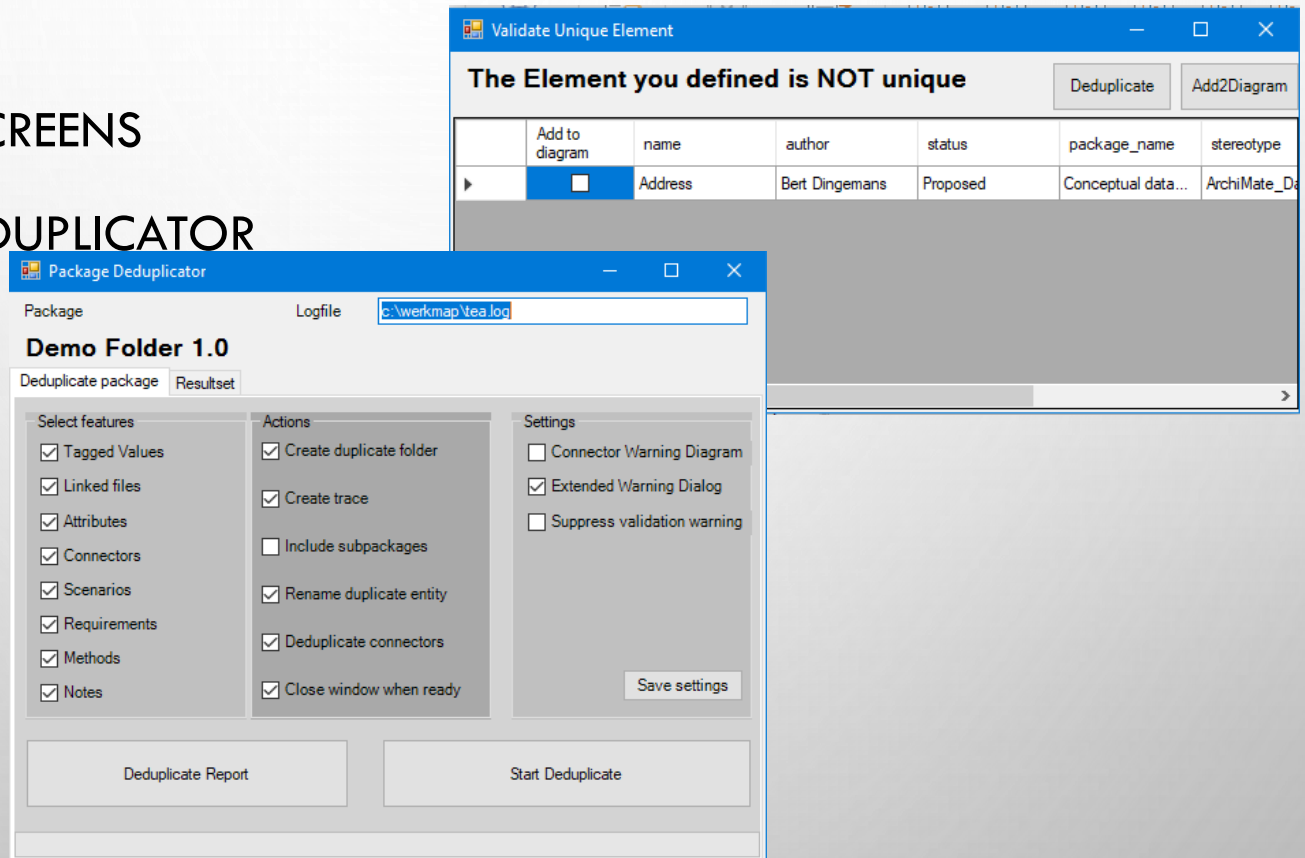 CREENS
DUPLICATOR
Validate Unique Element
The Element you defined is NOT unique
Deduplicate
Add2Diagram
Add to diagram name author status package_name stereotype
Address Bert Dingemans Proposed Conceptual data... ArchiMate_Da
Package Deduplicator
Package Logfile c:\werkmap\tea.log
Demo Folder 1.0
Deduplicate package Resultset
Select features
Tagged Values
Linked files
Attributes
Connectors
Scenarios
Requirements
Methods
Notes
Actions
Create duplicate folder
Create trace
Include subpackages
Rename duplicate entity
Deduplicate connectors
Close window when ready
Settings
Connector Warning Diagram
Extended Warning Dialog
Suppress validation warning
Save settings
Deduplicate Report
Start Deduplicate